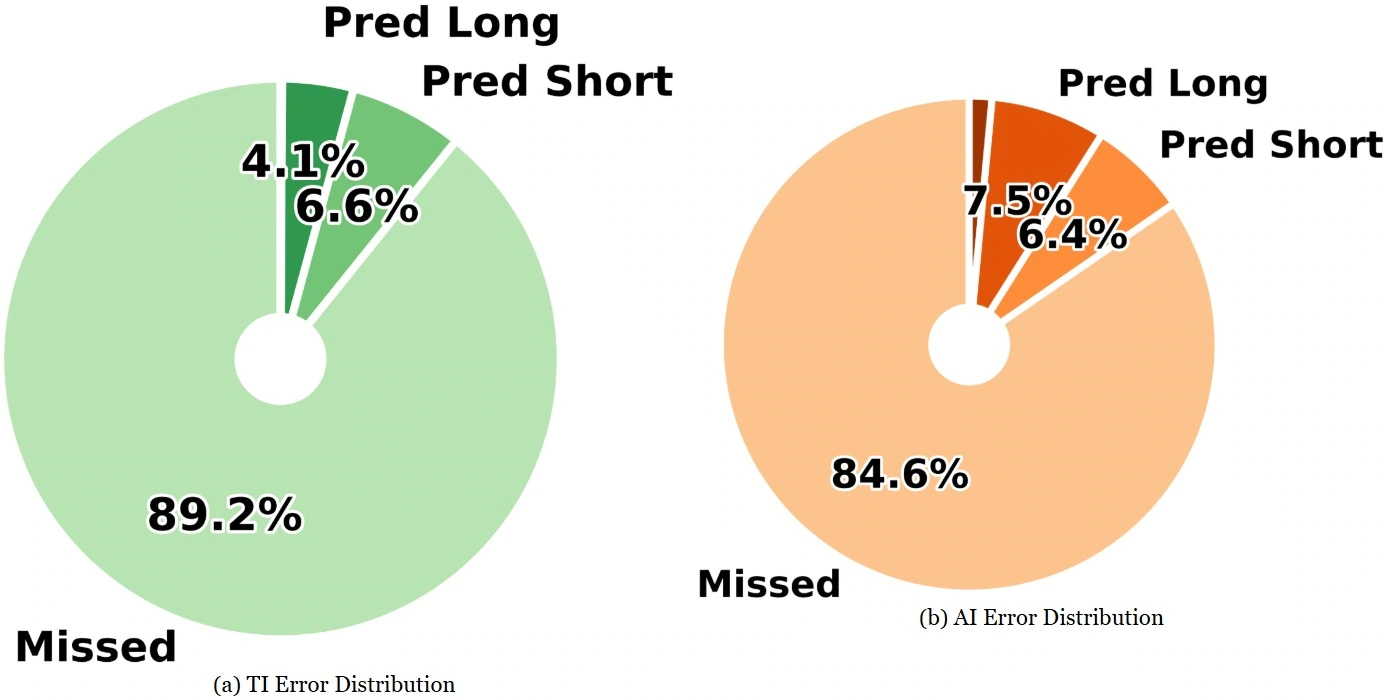 Pred Long
Pred Short
4.1%
6.6%
89.2%
Missed
(a) TI Error Distribution
Pred Long
Pred Short
7.5%
6.4%
84.6%
Missed
(b) AI Error Distribution